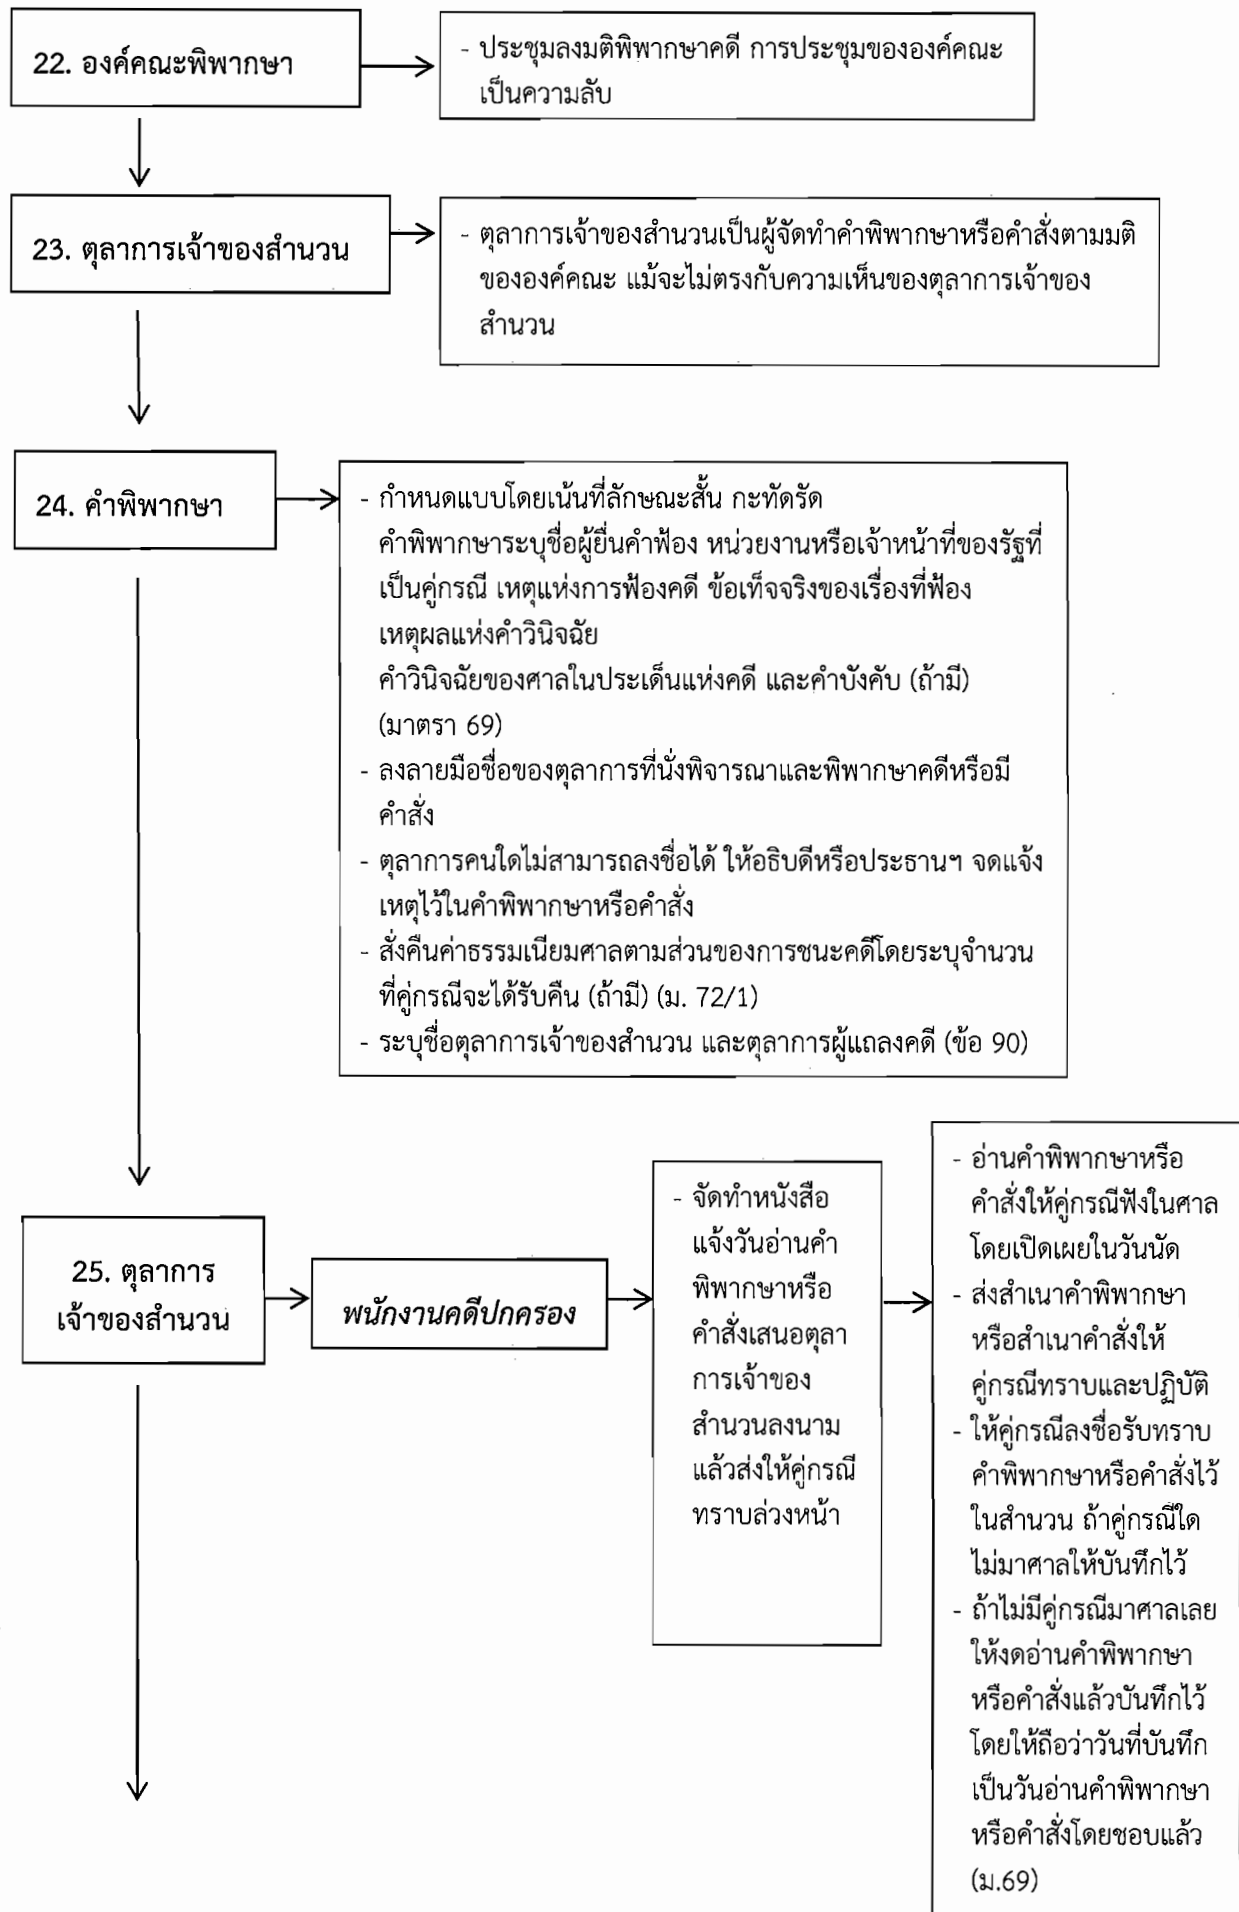 22. องค์คณะพิพากษา
- ประชุมลงมติพิพากษาคดี การประชุมขององค์คณะ
เป็นความลับ
23. ตุลาการเจ้าของสำนวน
- ตุลาการเจ้าของสำนวนเป็นผู้จัดทำคำพิพากษาหรือคำสั่งตามมติ
ขององค์คณะ แม้จะไม่ตรงกับความเห็นของตุลาการเจ้าของ
สำนวน
24. คำพิพากษา
- กำหนดแบบโดยเน้นที่ลักษณะสั้น กะทัดรัด
คำพิพากษาระบุชื่อผู้ยื่นคำฟ้อง หน่วยงานหรือเจ้าหน้าที่ของรัฐที่
เป็นคู่กรณี เหตุแห่งการฟ้องคดี ข้อเท็จจริงของเรื่องที่ฟ้อง
เหตุผลแห่งคำวินิจฉัย
คำวินิจฉัยของศาลในประเด็นแห่งคดี และคำบังคับ (ถ้ามี)
(มาตรา 69)
- ลงลายมือชื่อของตุลาการที่นั่งพิจารณาและพิพากษาคดีหรือมี
คำสั่ง
- ตุลาการคนใดไม่สามารถลงชื่อได้ ให้อธิบดีหรือประธานฯ จดแจ้ง
เหตุไว้ในคำพิพากษาหรือคำสั่ง
- สั่งคืนค่าธรรมเนียมศาลตามส่วนของการชนะคดีโดยระบุจำนวน
ที่คู่กรณีจะได้รับคืน (ถ้ามี) (ม. 72/1)
- ระบุชื่อตุลาการเจ้าของสำนวน และตุลาการผู้แถลงคดี (ข้อ 90)
25. ตุลาการ
เจ้าของสำนวน
พนักงานคดีปกครอง
- จัดทำหนังสือ
แจ้งวันอ่านคำ
พิพากษาหรือ
คำสั่งเสนอตุลา
การเจ้าของ
สำนวนลงนาม
แล้วส่งให้คู่กรณี
ทราบล่วงหน้า
- อ่านคำพิพากษาหรือ
คำสั่งให้คู่กรณีฟังในศาล
โดยเปิดเผยในวันนัด
- ส่งสำเนาคำพิพากษา
หรือสำเนาคำสั่งให้
คู่กรณีทราบและปฏิบัติ
- ให้คู่กรณีลงชื่อรับทราบ
คำพิพากษาหรือคำสั่งไว้
ในสำนวน ถ้าคู่กรณีใด
ไม่มาศาลให้บันทึกไว้
- ถ้าไม่มีคู่กรณีมาศาลเลย
ให้งดอ่านคำพิพากษา
หรือคำสั่งแล้วบันทึกไว้
โดยให้ถือว่าวันที่บันทึก
เป็นวันอ่านคำพิพากษา
หรือคำสั่งโดยชอบแล้ว
(ม.69)